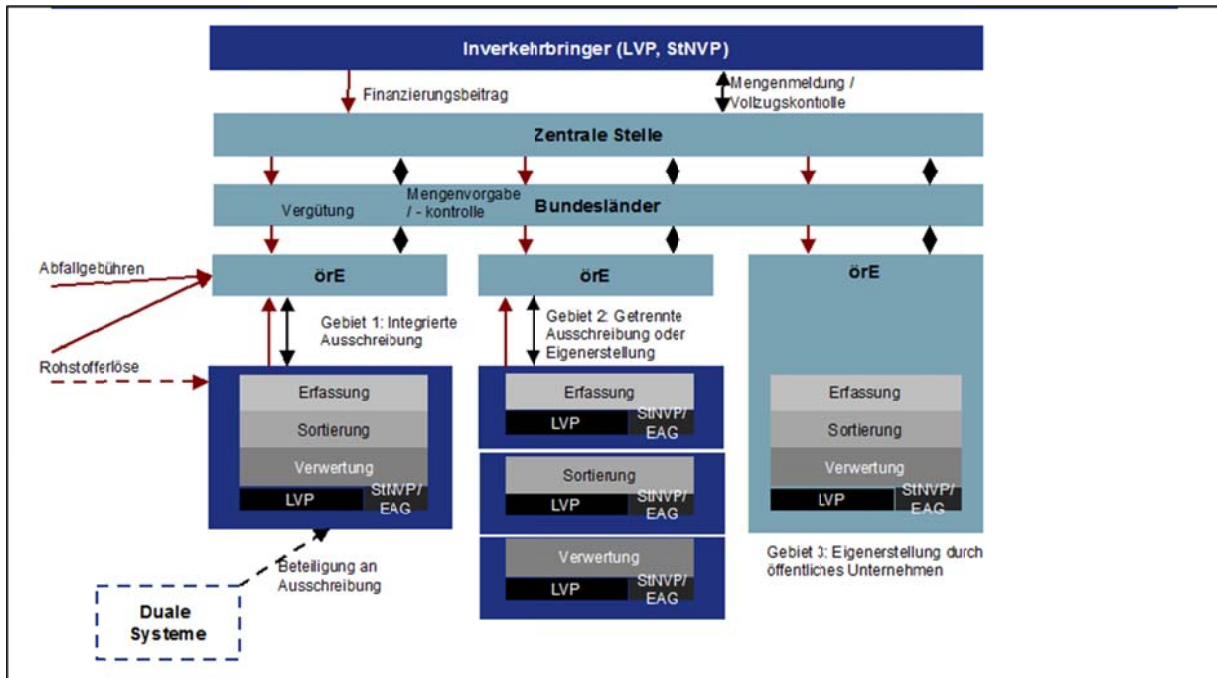 Inverkehrbringer (LVP, StNVP)
Finanzierungsbeitrag
Mengenmeldung /
Vollzugskontrolle
Zentrale Stelle
Vergütung
Mengenvorgabe
/ - kontrolle
Bundesländer
Abfallgebühren
Rohstofferlöse
örE
örE
örE
Gebiet 1: Integrierte
Ausschreibung
Gebiet 2: Getrennte
Ausschreibung oder
Eigenerstellung
Erfassung
Sortierung
Verwertung
LVP
StNVP/
EAG
Erfassung
LVP
StNVP/
EAG
Sortierung
LVP
StNVP/
EAG
Verwertung
LVP
StNVP/
EAG
Erfassung
Sortierung
Verwertung
LVP
StNVP/
EAG
Gebiet 3: Eigenerstellung durch
öffentliches Unternehmen
Beteiligung an
Ausschreibung
Duale
Systeme